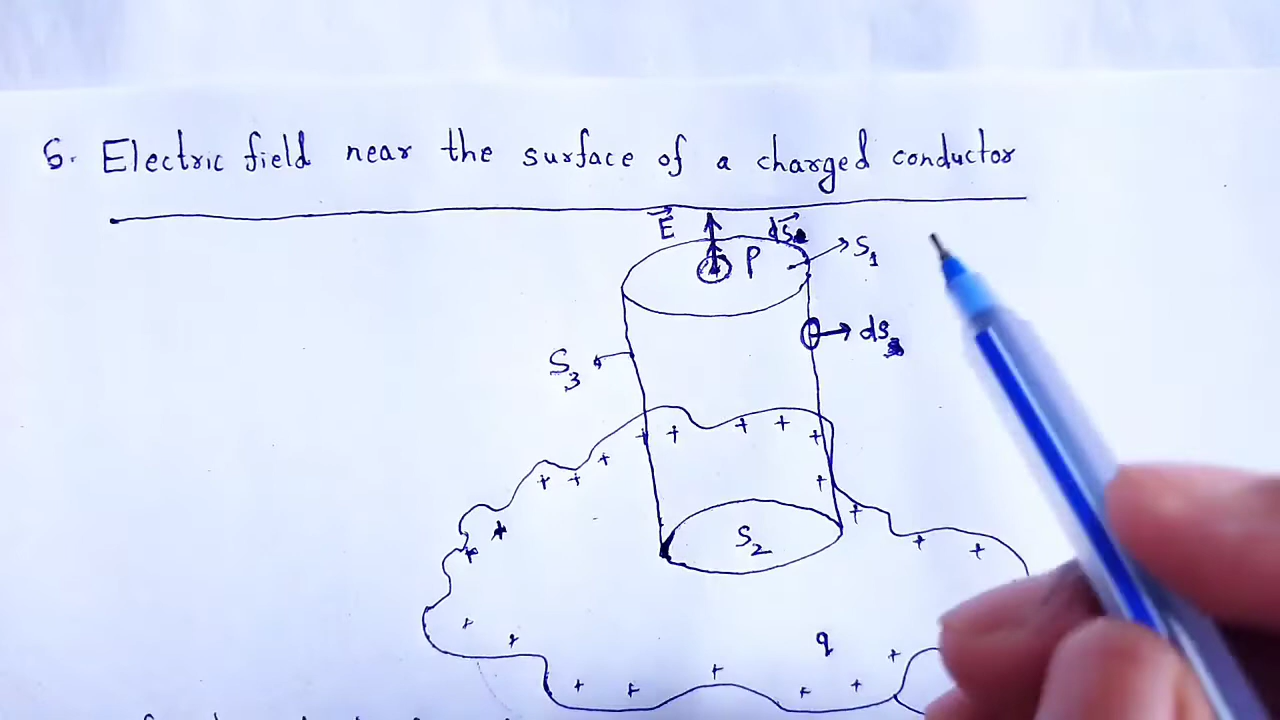 6. Electric field near the surface of a charged conductor
E ds
P S1
ds
S3
S2
q